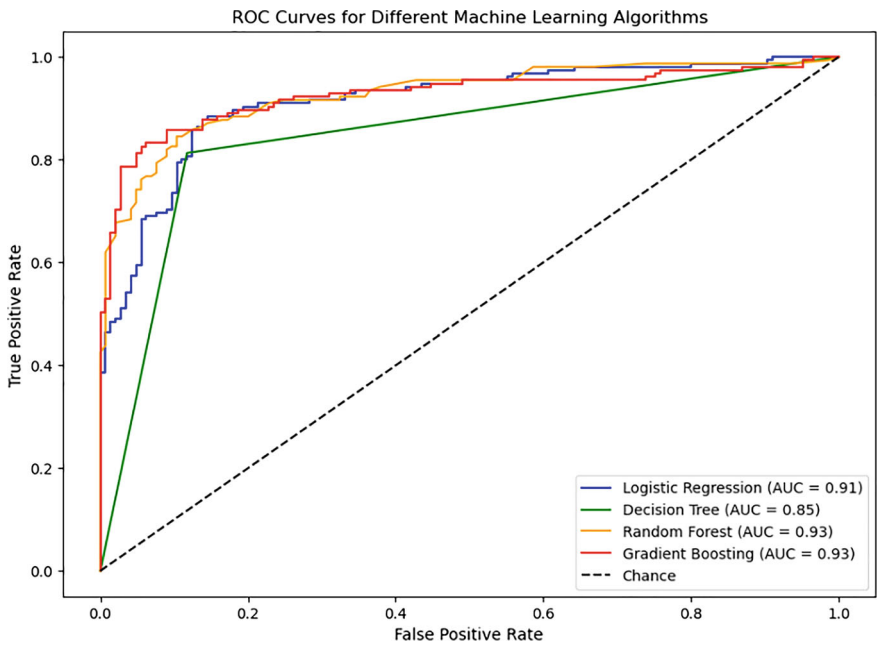 ROC Curves for Different Machine Learning Algorithms
1.0
0.8
0.6
0.4
0.2
0.0
True Positive Rate
0.0 0.2 0.4 0.6 0.8 1.0
False Positive Rate
Logistic Regression (AUC = 0.91)
Decision Tree (AUC = 0.85)
Random Forest (AUC = 0.93)
Gradient Boosting (AUC = 0.93)
Chance